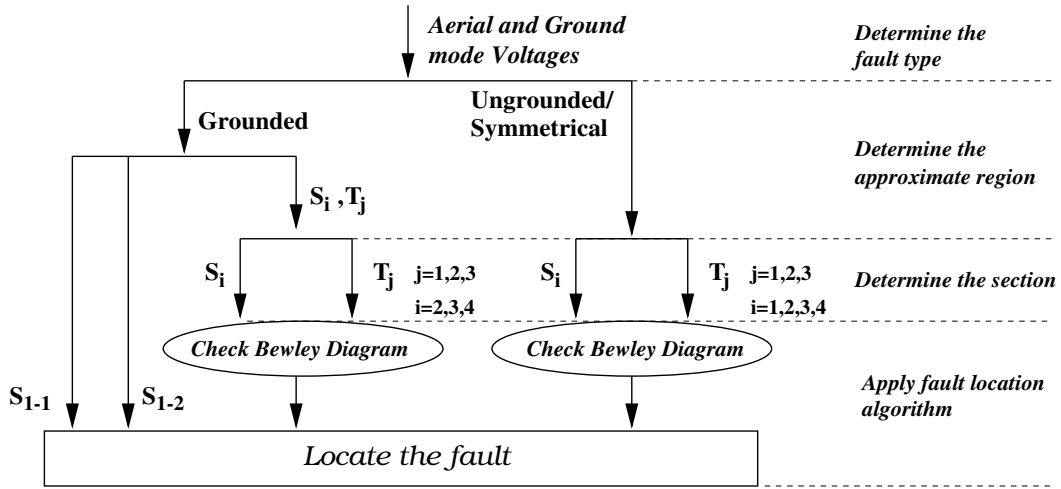 Aerial and Ground
mode Voltages
Determine the
fault type
Grounded
Ungrounded/
Symmetrical
Determine the
approximate region
Si ,Tj
Si
Tj
j=1,2,3
i=2,3,4
Si
Tj
j=1,2,3
i=1,2,3,4
Determine the section
Check Bewley Diagram
Check Bewley Diagram
S1-1
S1-2
Apply fault location
algorithm
Locate the fault